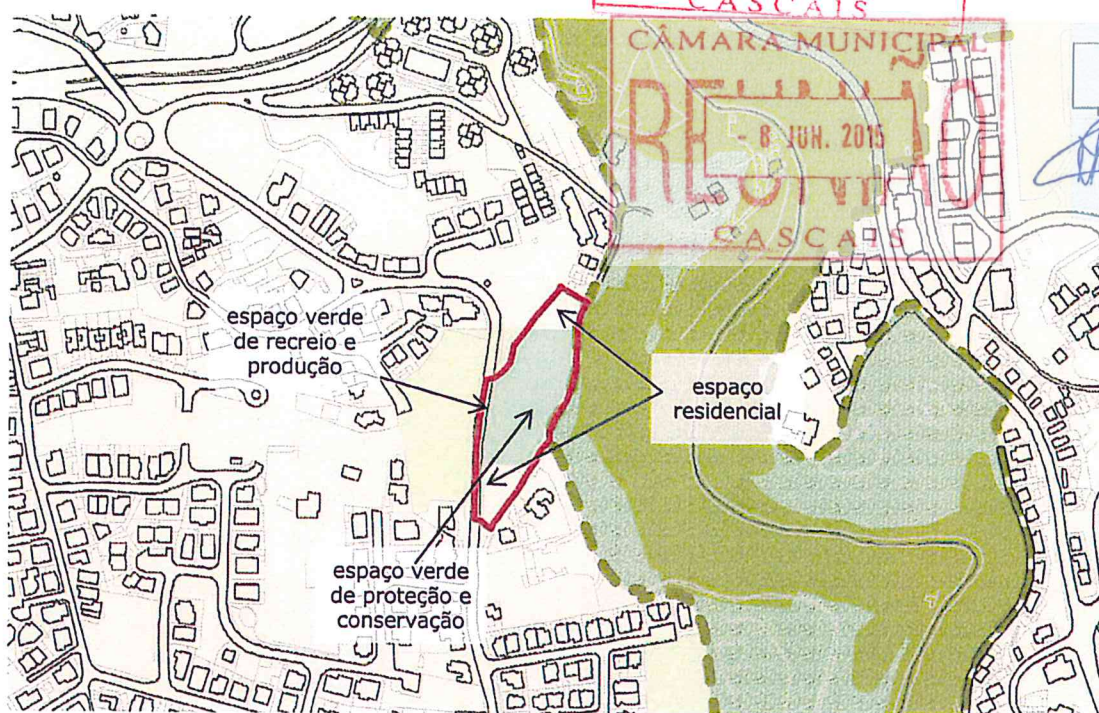 CASCAIS
CÂMARA MUNICIPAL
REUNIÃO
- 8 JUN. 2015
CASCAIS
espaço verde
de recreio e
produção
espaço
residencial
espaço verde
de proteção e
conservação